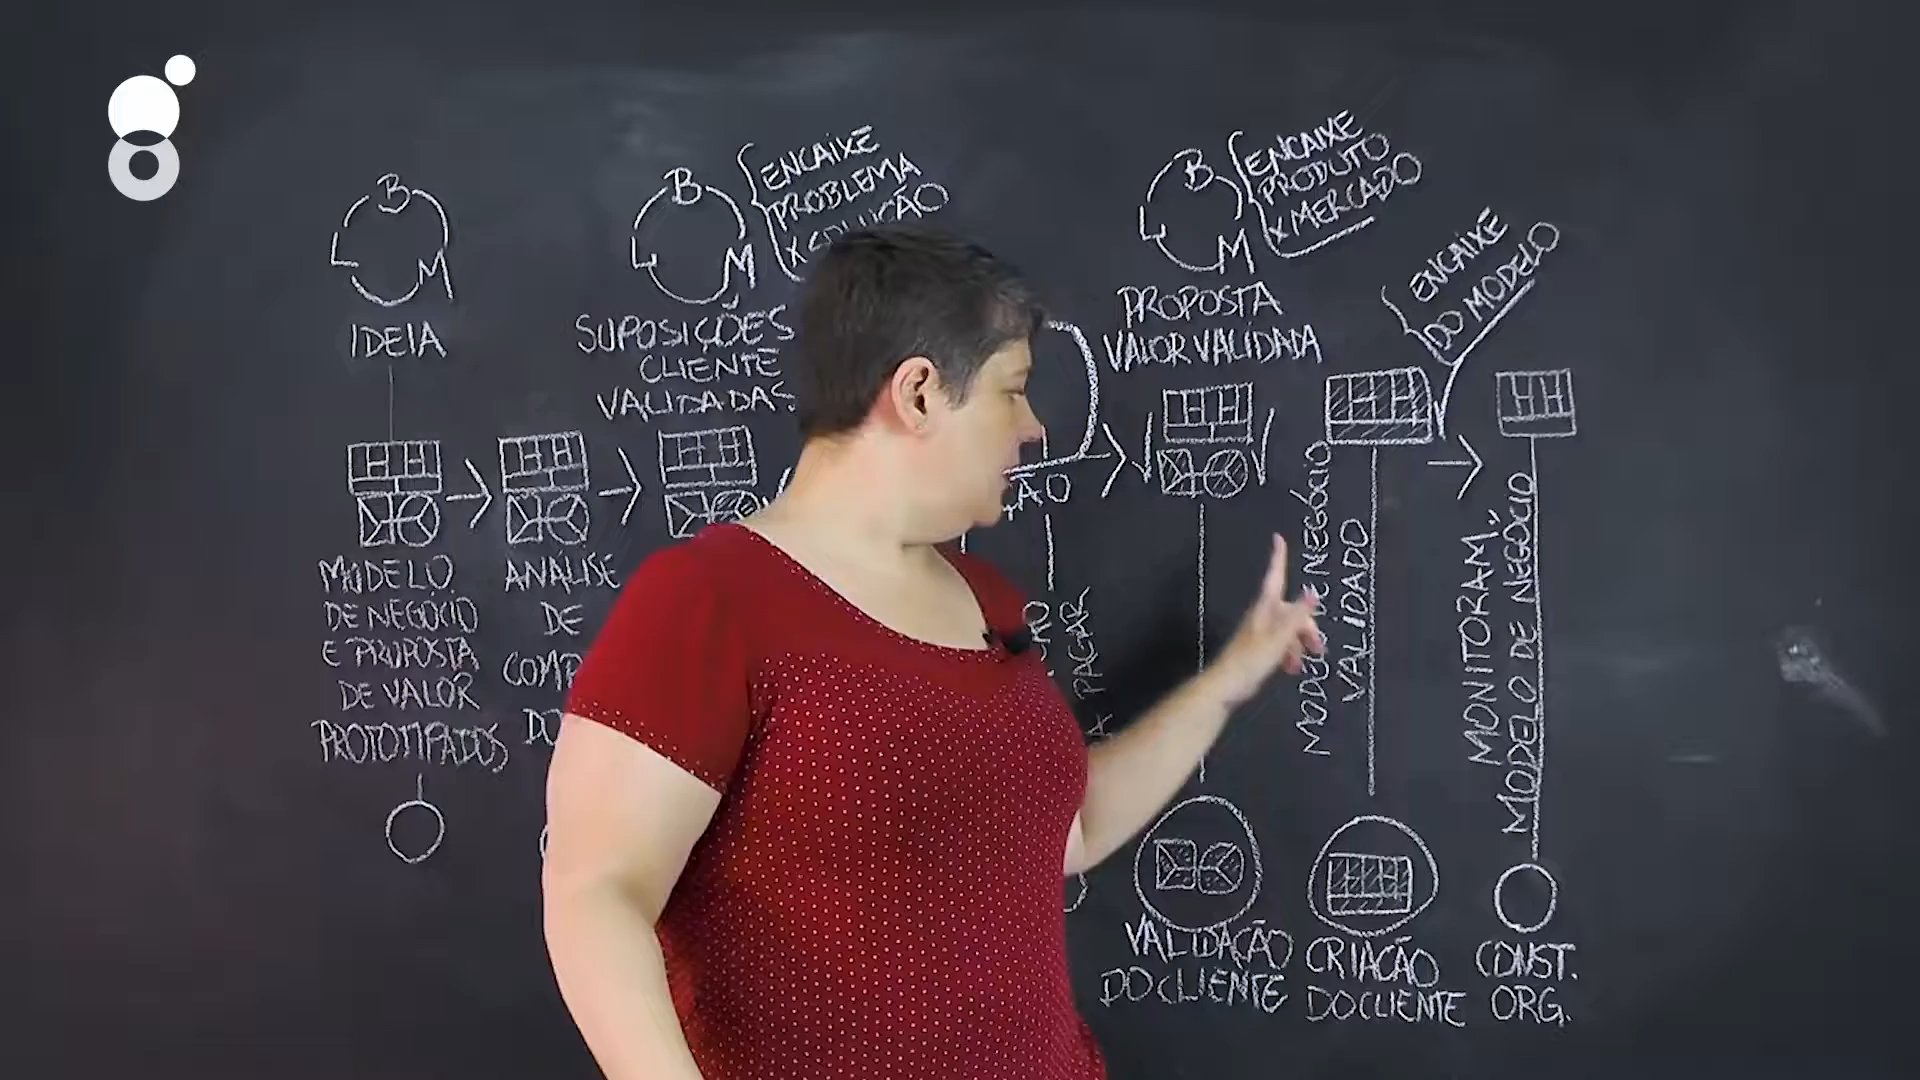 B
L
M
IDEIA
MODELO
DE NEGÓCIO
E PROPOSTA
DE VALOR
PROTOTIPADOS
ANÁLISE
DE
B
L
M
ENCAIXE
PROBLEMA
X SOLUÇÃO
SUPOSIÇÕES
CLIENTE
VALIDADAS
PAGAR
B
L
M
ENCAIXE
PRODUTO
X MERCADO
PROPOSTA
VALOR VALIDADA
VALIDAÇÃO
DO CLIENTE
ENCAIXE
DO MODELO
MODELO DE NEGÓCIO
VALIDADO
CRIAÇÃO
DO CLIENTE
MONITORAM.
MODELO DE NEGÓCIO
CONST.
ORG.